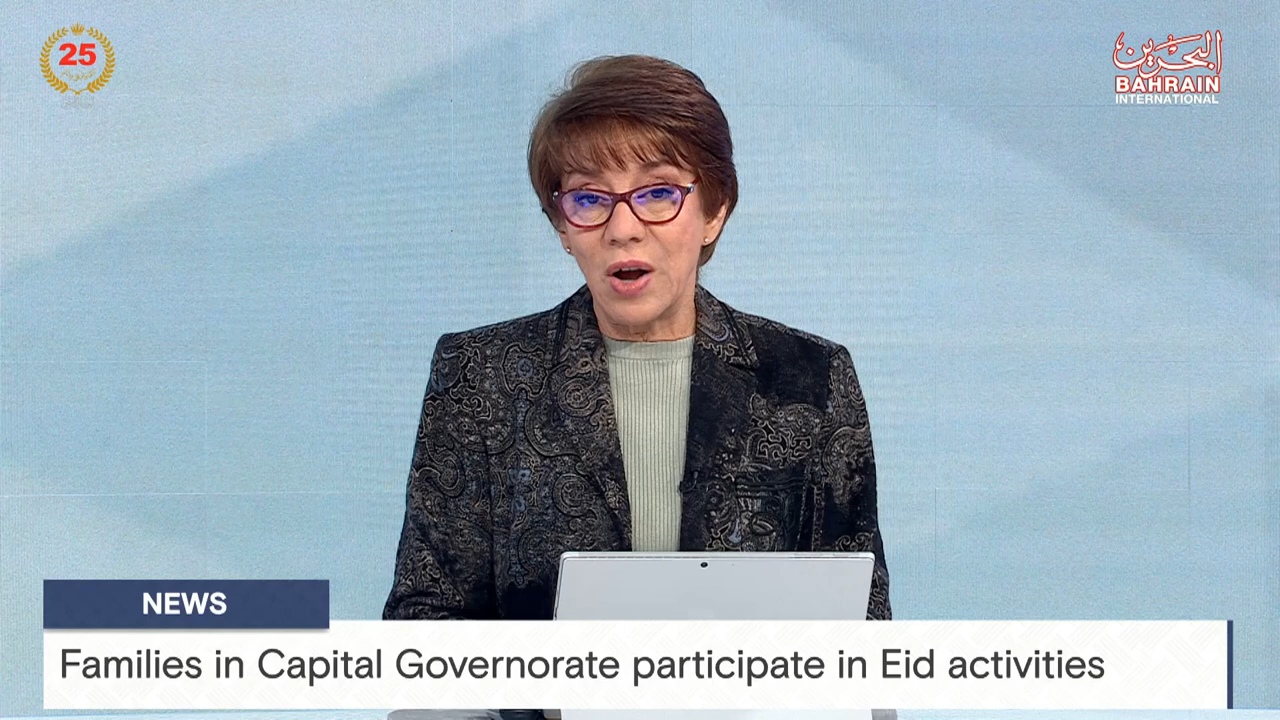 25
البحرين
BAHRAIN
INTERNATIONAL
NEWS
Families in Capital Governorate participate in Eid activities